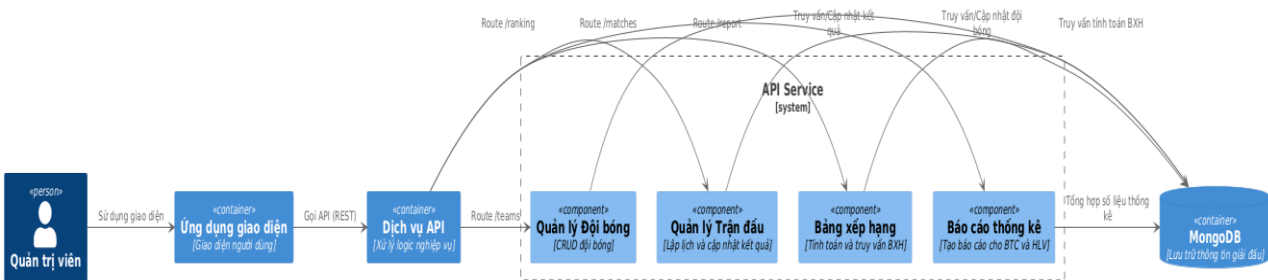 Route /ranking
Route /matches
Route /report
Truy vấn/Cập nhật kết
quả
Truy vấn/Cập nhật đội
bóng
Truy vấn tính toán BXH
API Service
[system]
«person»
Quản trị viên
Sử dụng giao diện
«container»
Ứng dụng giao diện
[Giao diện người dùng]
Gọi API (REST)
«container»
Dịch vụ API
[Xử lý logic nghiệp vụ]
Route /teams
«component»
Quản lý Đội bóng
[CRUD đội bóng]
«component»
Quản lý Trận đấu
[Lập lịch và cập nhật kết quả]
«component»
Bảng xếp hạng
[Tính toán và truy vấn BXH]
«component»
Báo cáo thống kê
[Tạo báo cáo cho BTC và HLV]
Tổng hợp số liệu thống
kê
«container»
MongoDB
[Lưu trữ thông tin giải đấu]